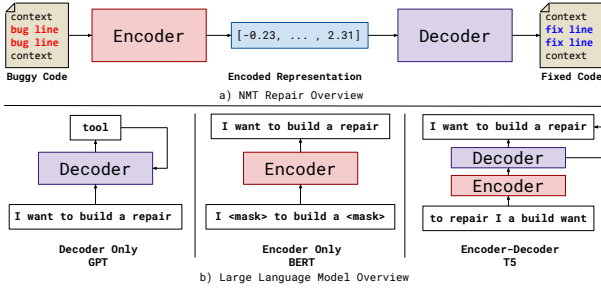 context
bug line
bug line
context
Buggy Code
Encoder
[-0.23, ... , 2.31]
Encoded Representation
Decoder
context
fix line
fix line
context
Fixed Code
a) NMT Repair Overview
tool
Decoder
I want to build a repair
Decoder Only
GPT
I want to build a repair
Encoder
I <mask> to build a <mask>
Encoder Only
BERT
I want to build a repair
Decoder
Encoder
to repair I a build want
Encoder-Decoder
T5
b) Large Language Model Overview